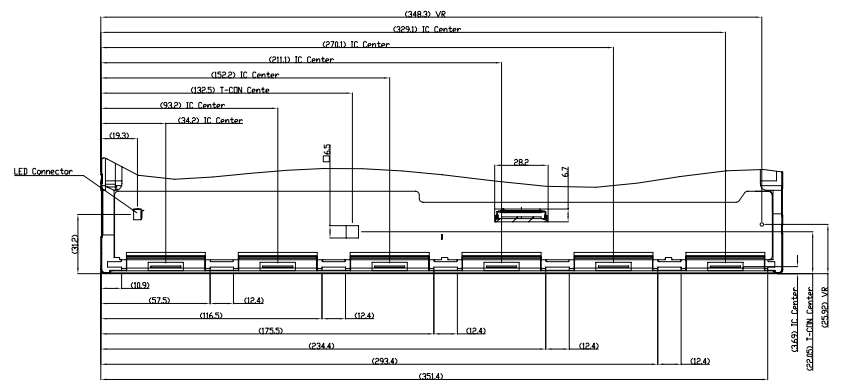 (348.3) VR
(329.1) IC Center
(270.1) IC Center
(211.1) IC Center
(152.2) IC Center
(132.5) T-CON Cente
(93.2) IC Center
(34.2) IC Center
(19.3)
□6.5
28.2
6.7
LED Connector
(31.2)
(10.9)
(57.5)
(12.4)
(116.5)
(12.4)
(175.5)
(12.4)
(234.4)
(12.4)
(293.4)
(12.4)
(351.4)
(3.69) IC Center
(22.05) T-CON Center
(25.92) VR